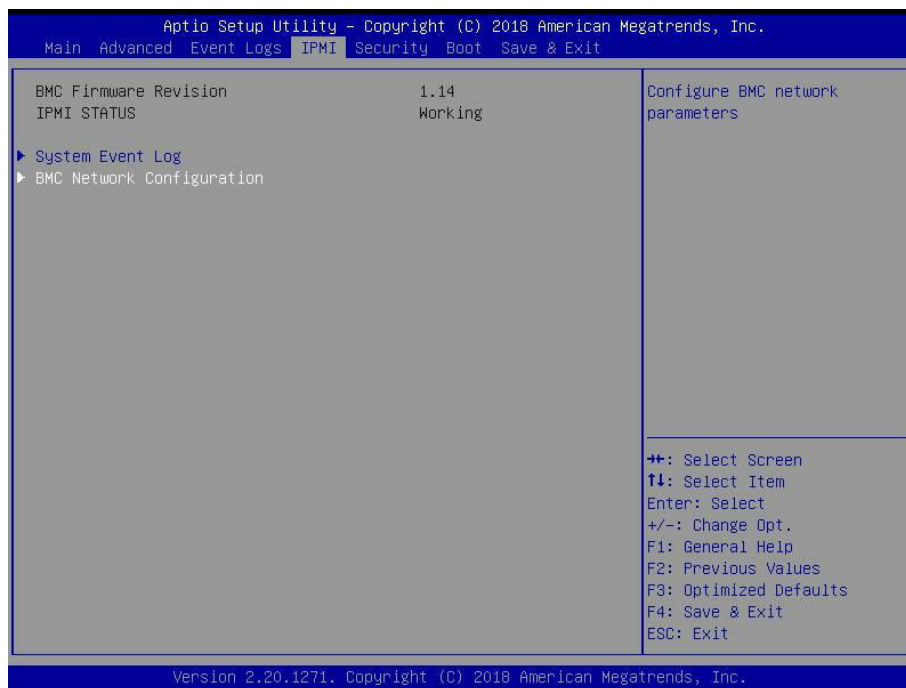 Aptio Setup Utility – Copyright (C) 2018 American Megatrends, Inc.
Main Advanced Event Logs IPMI Security Boot Save & Exit
BMC Firmware Revision 1.14
IPMI STATUS Working
System Event Log
BMC Network Configuration
Configure BMC network
parameters
→←: Select Screen
↑↓: Select Item
Enter: Select
+/-: Change Opt.
F1: General Help
F2: Previous Values
F3: Optimized Defaults
F4: Save & Exit
ESC: Exit
Version 2.20.1271. Copyright (C) 2018 American Megatrends, Inc.